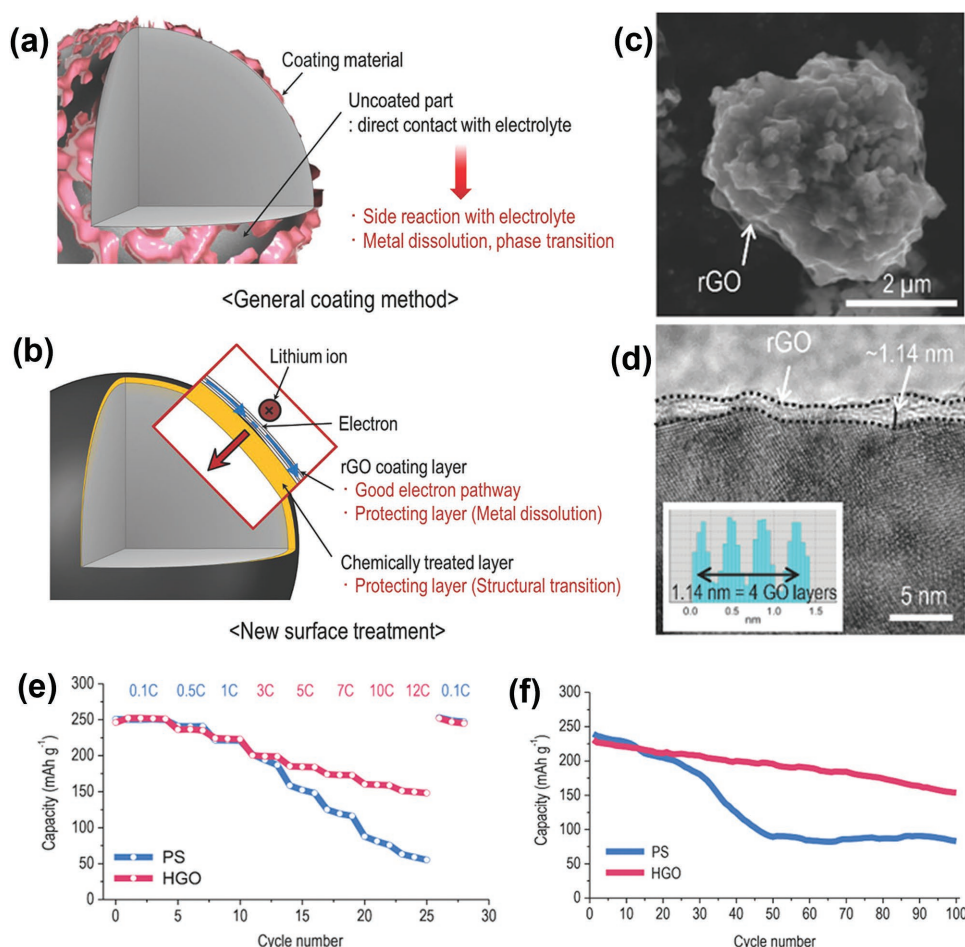 (a)
Coating material
Uncoated part
: direct contact with electrolyte
· Side reaction with electrolyte
· Metal dissolution, phase transition
<General coating method>
(b)
Lithium ion
Electron
rGO coating layer
· Good electron pathway
· Protecting layer (Metal dissolution)
Chemically treated layer
· Protecting layer (Structural transition)
<New surface treatment>
(c)
rGO
2 μm
(d)
rGO
~1.14 nm
1.14 nm = 4 GO layers
0.0 0.5 1.0 1.5
nm
5 nm
(e)
0.1C 0.5C 1C 3C 5C 7C 10C 12C 0.1C
Capacity (mAh g⁻¹)
300
250
200
150
100
50
0
PS
HGO
0 5 10 15 20 25 30
Cycle number
(f)
Capacity (mAh g⁻¹)
300
250
200
150
100
50
0
PS
HGO
0 10 20 30 40 50 60 70 80 90 100
Cycle number